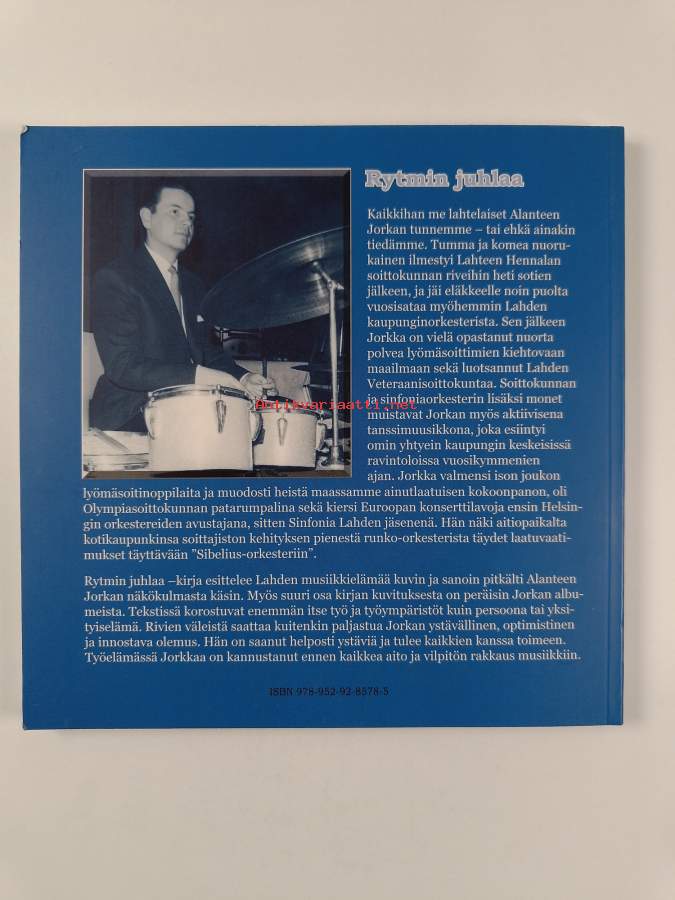 Rytmin juhlaa
Kaikkihan me lahtelaiset Alanteen
Jorkan tunnemme – tai ehkä ainakin
tiedämme. Tumma ja komea nuoru-
kainen ilmestyi Lahteen Hennalan
soittokunnan riveihin heti sotien
jälkeen, ja jäi eläkkeelle noin puolta
vuosisataa myöhemmin Lahden
kaupunginorkesterista. Sen jälkeen
Jorkka on vielä opastanut nuorta
polvea lyömäsoittimien kiehtovaan
maailmaan sekä luotsannut Lahden
Veteraanisoittokuntaa. Soittokunnan
ja sinfoniaorkesterin lisäksi monet
Antikvariaatti.net
muistavat Jorkan myös aktiivisena
tanssimuusikkona, joka esiintyi
omin yhtyein kaupungin keskeisissä
ravintoloissa vuosikymmenien
ajan. Jorkka valmensi ison joukon
lyömäsoitinoppilaita ja muodosti heistä maassamme ainutlaatuisen kokoonpanon, oli
Olympiasoittokunnan patarumpalina sekä kiersi Euroopan konserttilavoja ensin Helsin-
gin orkestereiden avustajana, sitten Sinfonia Lahden jäsenenä. Hän näki aitiopaikalta
kotikaupunkinsa soittajiston kehityksen pienestä runko-orkesterista täydet laatuvaati-
mukset täyttävään ”Sibelius-orkesteriin”.
Rytmin juhlaa –kirja esittelee Lahden musiikkielämää kuvin ja sanoin pitkälti Alanteen
Jorkan näkökulmasta käsin. Myös suuri osa kirjan kuvituksesta on peräisin Jorkan albu-
meista. Tekstissä korostuvat enemmän itse työ ja työympäristöt kuin persoona tai yksi-
tyiselämä. Rivien väleistä saattaa kuitenkin paljastua Jorkan ystävällinen, optimistinen
ja innostava olemus. Hän on saanut helposti ystäviä ja tulee kaikkien kanssa toimeen.
Työelämässä Jorkkaa on kannustanut ennen kaikkea aito ja vilpitön rakkaus musiikkiin.
ISBN 978-952-92-8578-5